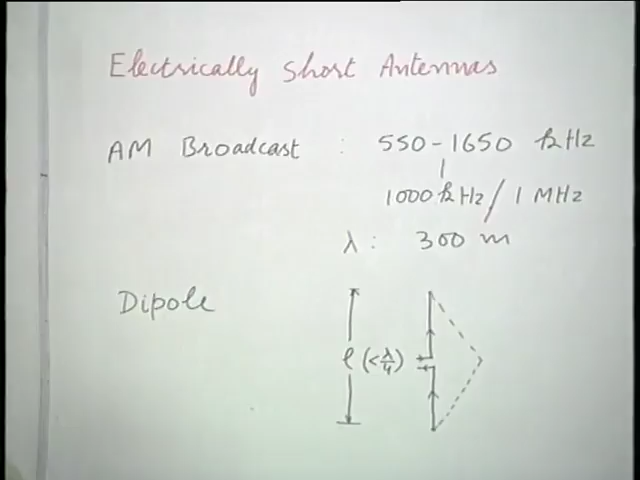 Electrically Short Antennas
AM Broadcast : 550-1650 kHz
1000 kHz / 1 MHz
λ : 300 m
Dipole
l (<λ/4)